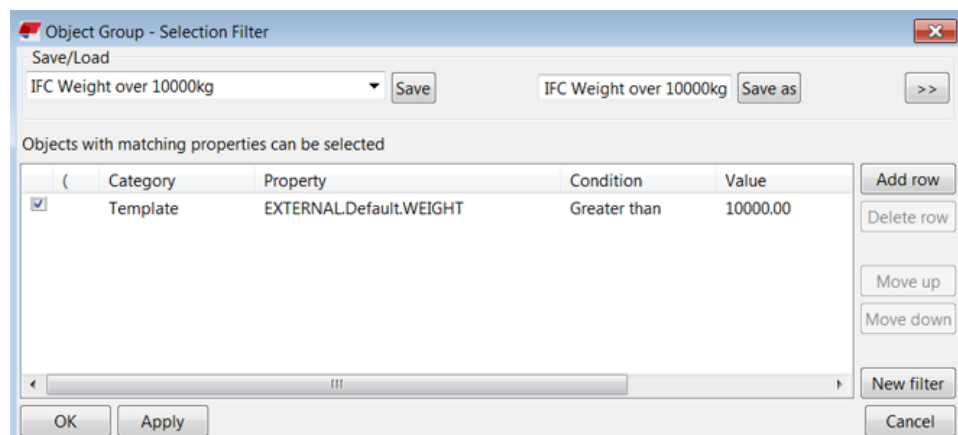 Object Group - Selection Filter
Save/Load
IFC Weight over 10000kg Save IFC Weight over 10000kg Save as >>
Objects with matching properties can be selected
( Category Property Condition Value Add row
Template EXTERNAL.Default.WEIGHT Greater than 10000.00
Delete row
Move up
Move down
New filter
OK Apply Cancel